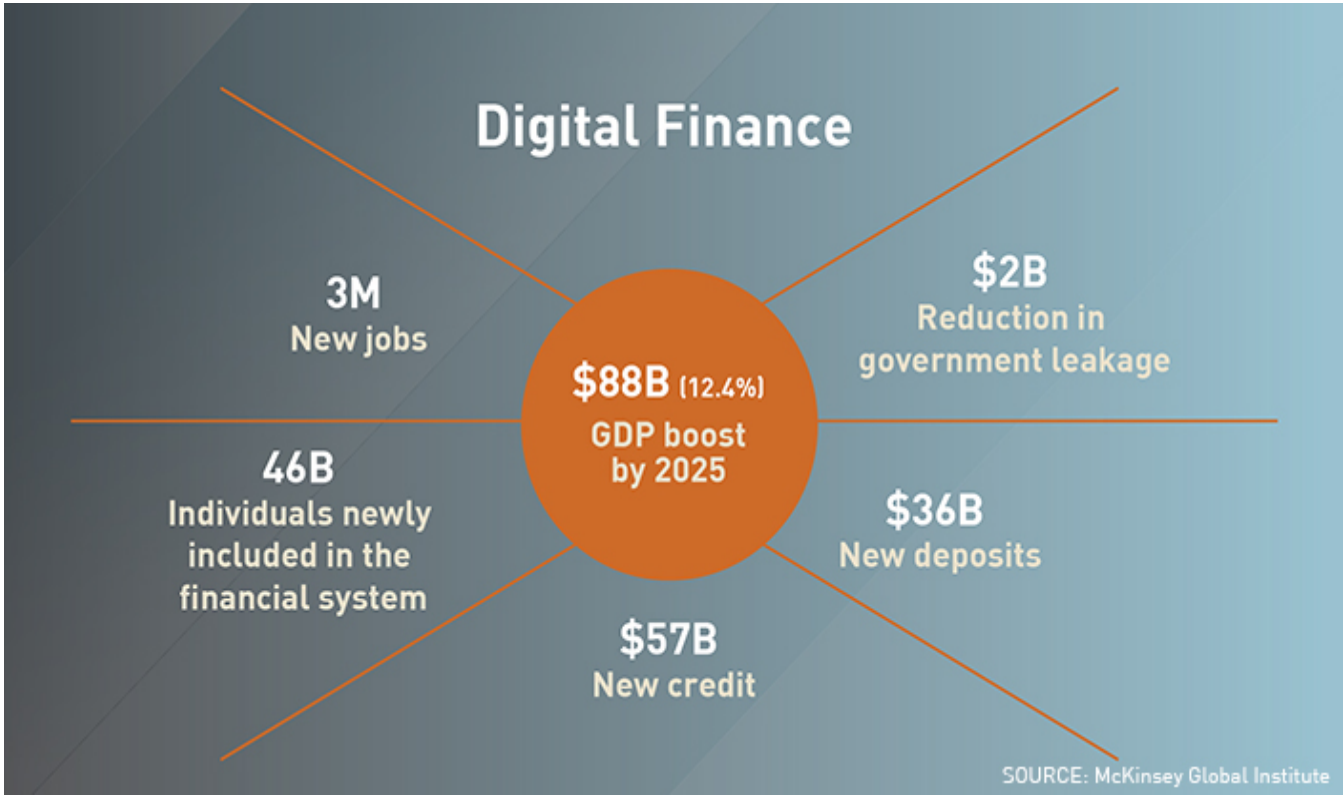 Digital Finance
3M
New jobs
$2B
Reduction in
government leakage
$88B (12.4%)
GDP boost
by 2025
46B
Individuals newly
included in the
financial system
$36B
New deposits
$57B
New credit
SOURCE: McKinsey Global Institute